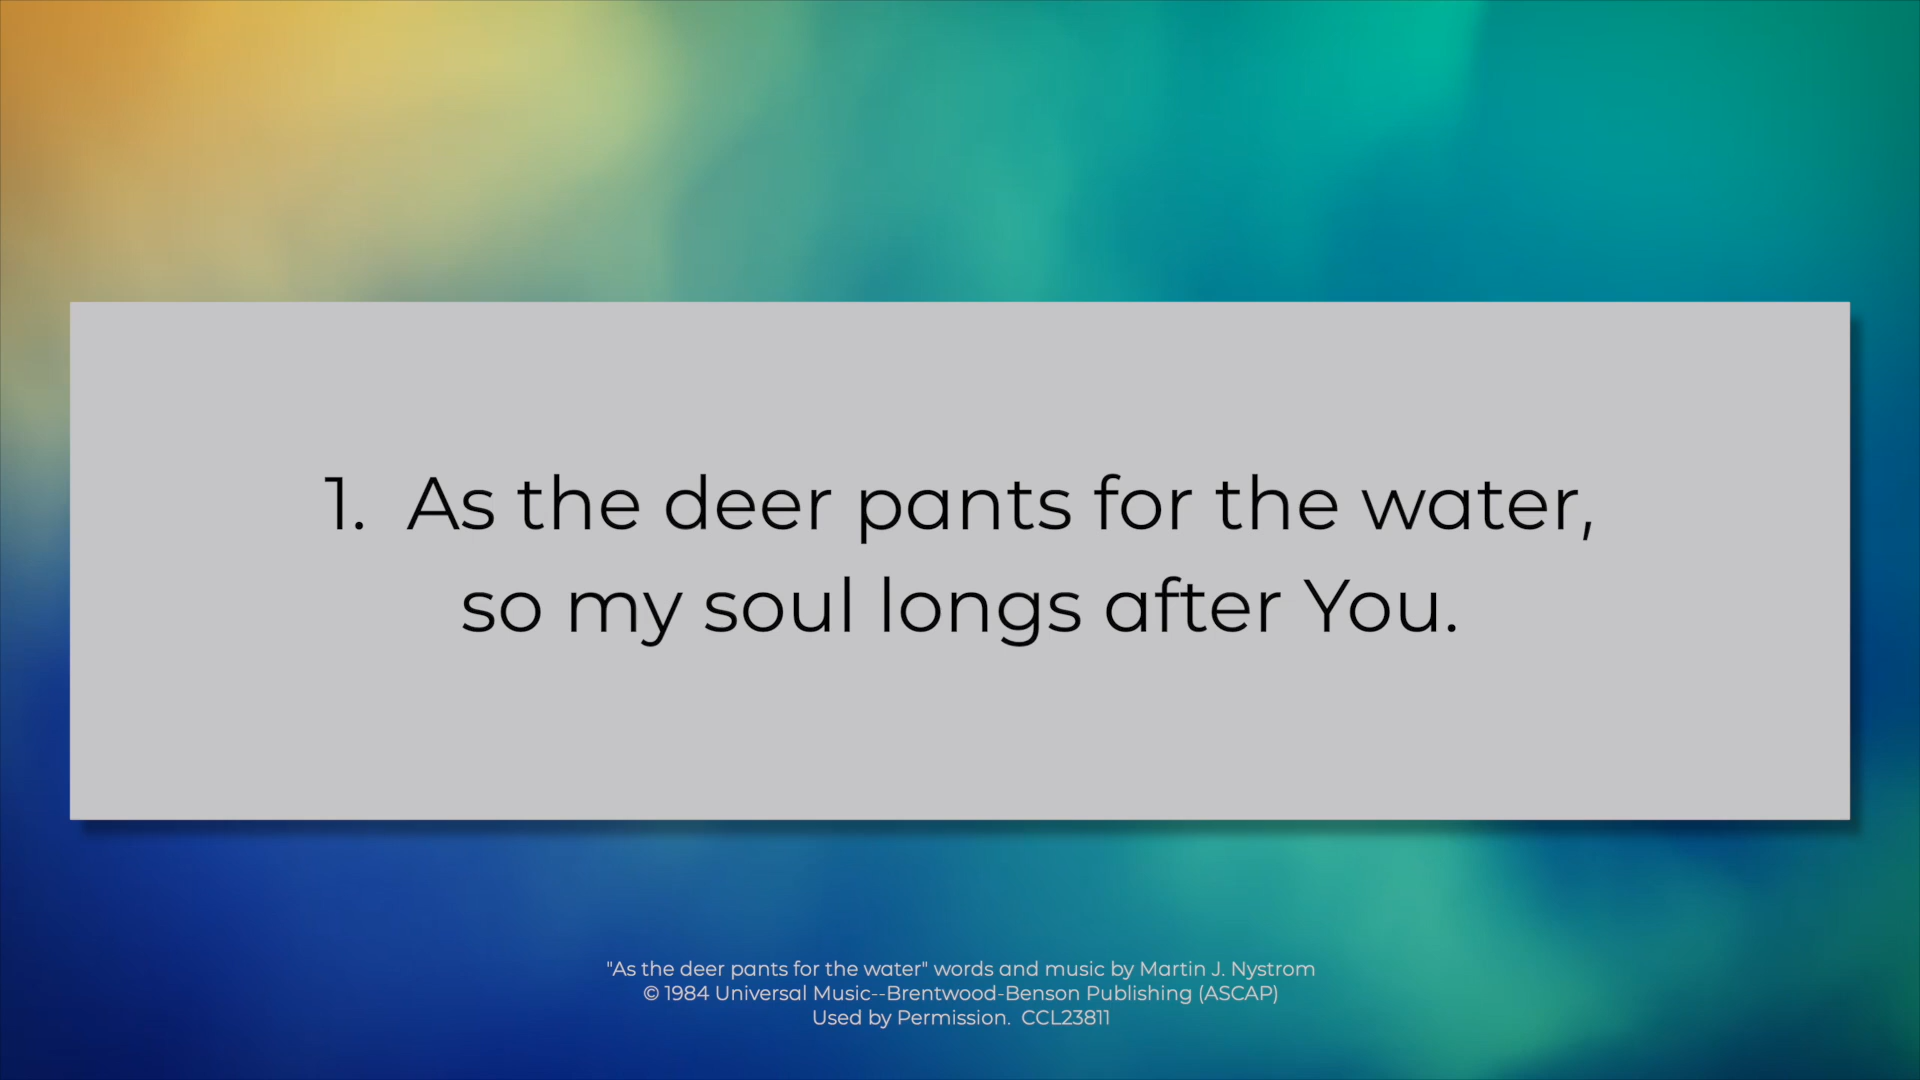 1. As the deer pants for the water,
so my soul longs after You.
"As the deer pants for the water" words and music by Martin J. Nystrom
© 1984 Universal Music--Brentwood-Benson Publishing (ASCAP)
Used by Permission. CCL23811